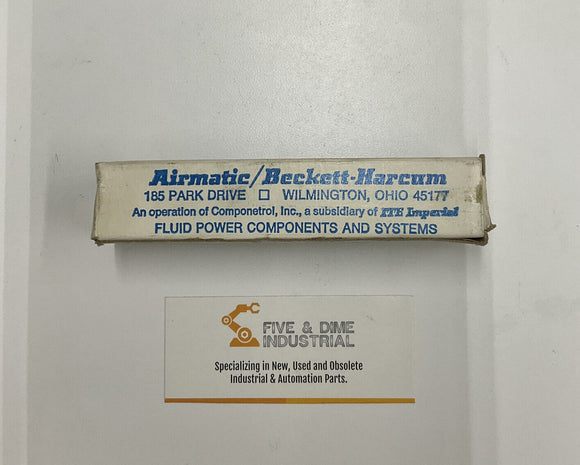 Airmatic/Beckett-Harcum
185 PARK DRIVE □ WILMINGTON, OHIO 45177
An operation of Componetrol, Inc., a subsidiary of ITE Imperial
FLUID POWER COMPONENTS AND SYSTEMS
FIVE & DIME
INDUSTRIAL
Specializing in New, Used and Obsolete
Industrial & Automation Parts.